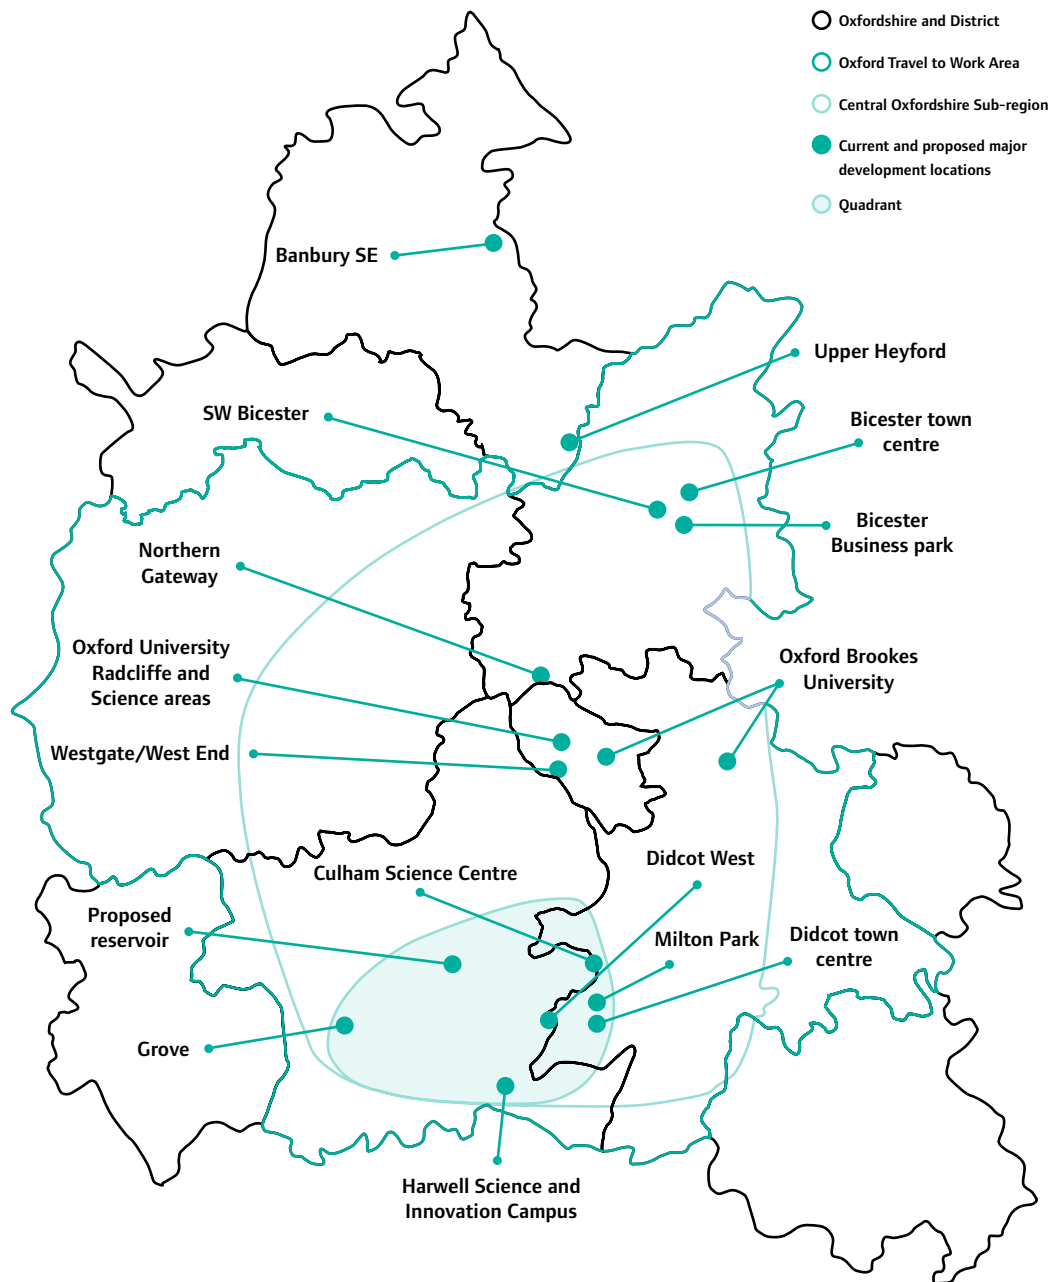 Oxfordshire and District
Oxford Travel to Work Area
Central Oxfordshire Sub-region
Current and proposed major
development locations
Quadrant
Banbury SE
Upper Heyford
SW Bicester
Bicester town
centre
Bicester
Business park
Northern
Gateway
Oxford University
Radcliffe and
Science areas
Oxford Brookes
University
Westgate/West End
Didcot West
Culham Science Centre
Proposed
reservoir
Milton Park
Didcot town
centre
Grove
Harwell Science and
Innovation Campus